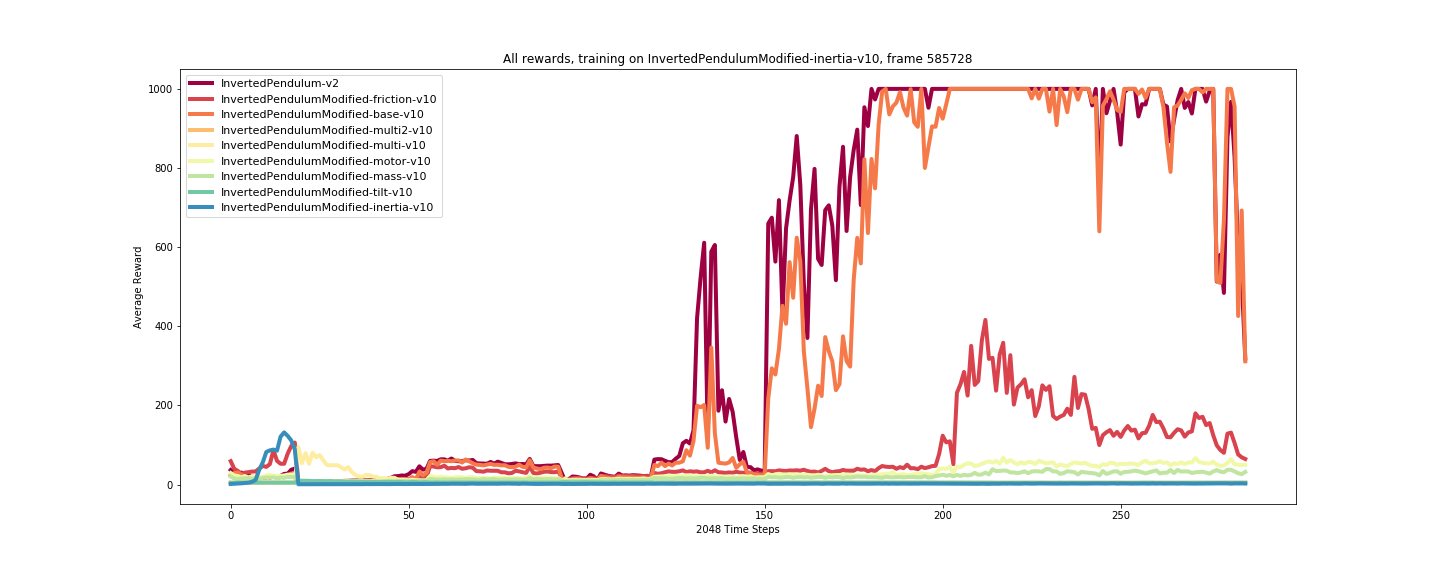 All rewards, training on InvertedPendulumModified-inertia-v10, frame 585728
InvertedPendulum-v2
InvertedPendulumModified-friction-v10
InvertedPendulumModified-base-v10
InvertedPendulumModified-multi2-v10
InvertedPendulumModified-multi-v10
InvertedPendulumModified-motor-v10
InvertedPendulumModified-mass-v10
InvertedPendulumModified-tilt-v10
InvertedPendulumModified-inertia-v10
1000
800
600
400
200
0
Average Reward
0 50 100 150 200 250
2048 Time Steps